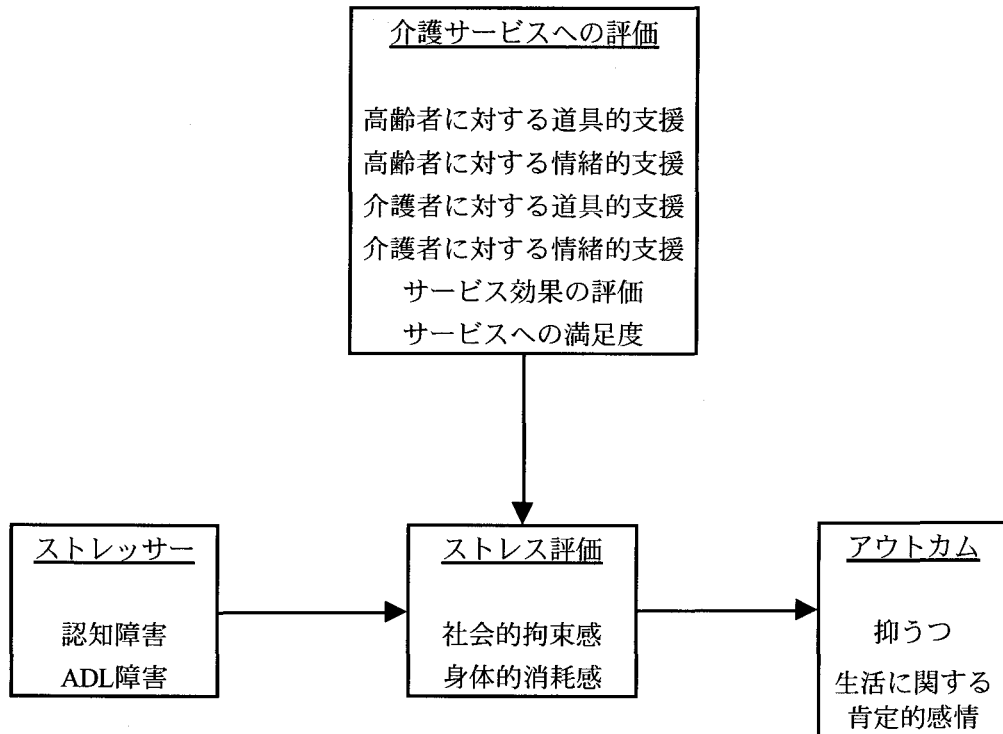 介護サービスへの評価
高齢者に対する道具的支援
高齢者に対する情緒的支援
介護者に対する道具的支援
介護者に対する情緒的支援
サービス効果の評価
サービスへの満足度
ストレッサー
認知障害
ADL障害
ストレス評価
社会的拘束感
身体的消耗感
アウトカム
抑うつ
生活に関する
肯定的感情